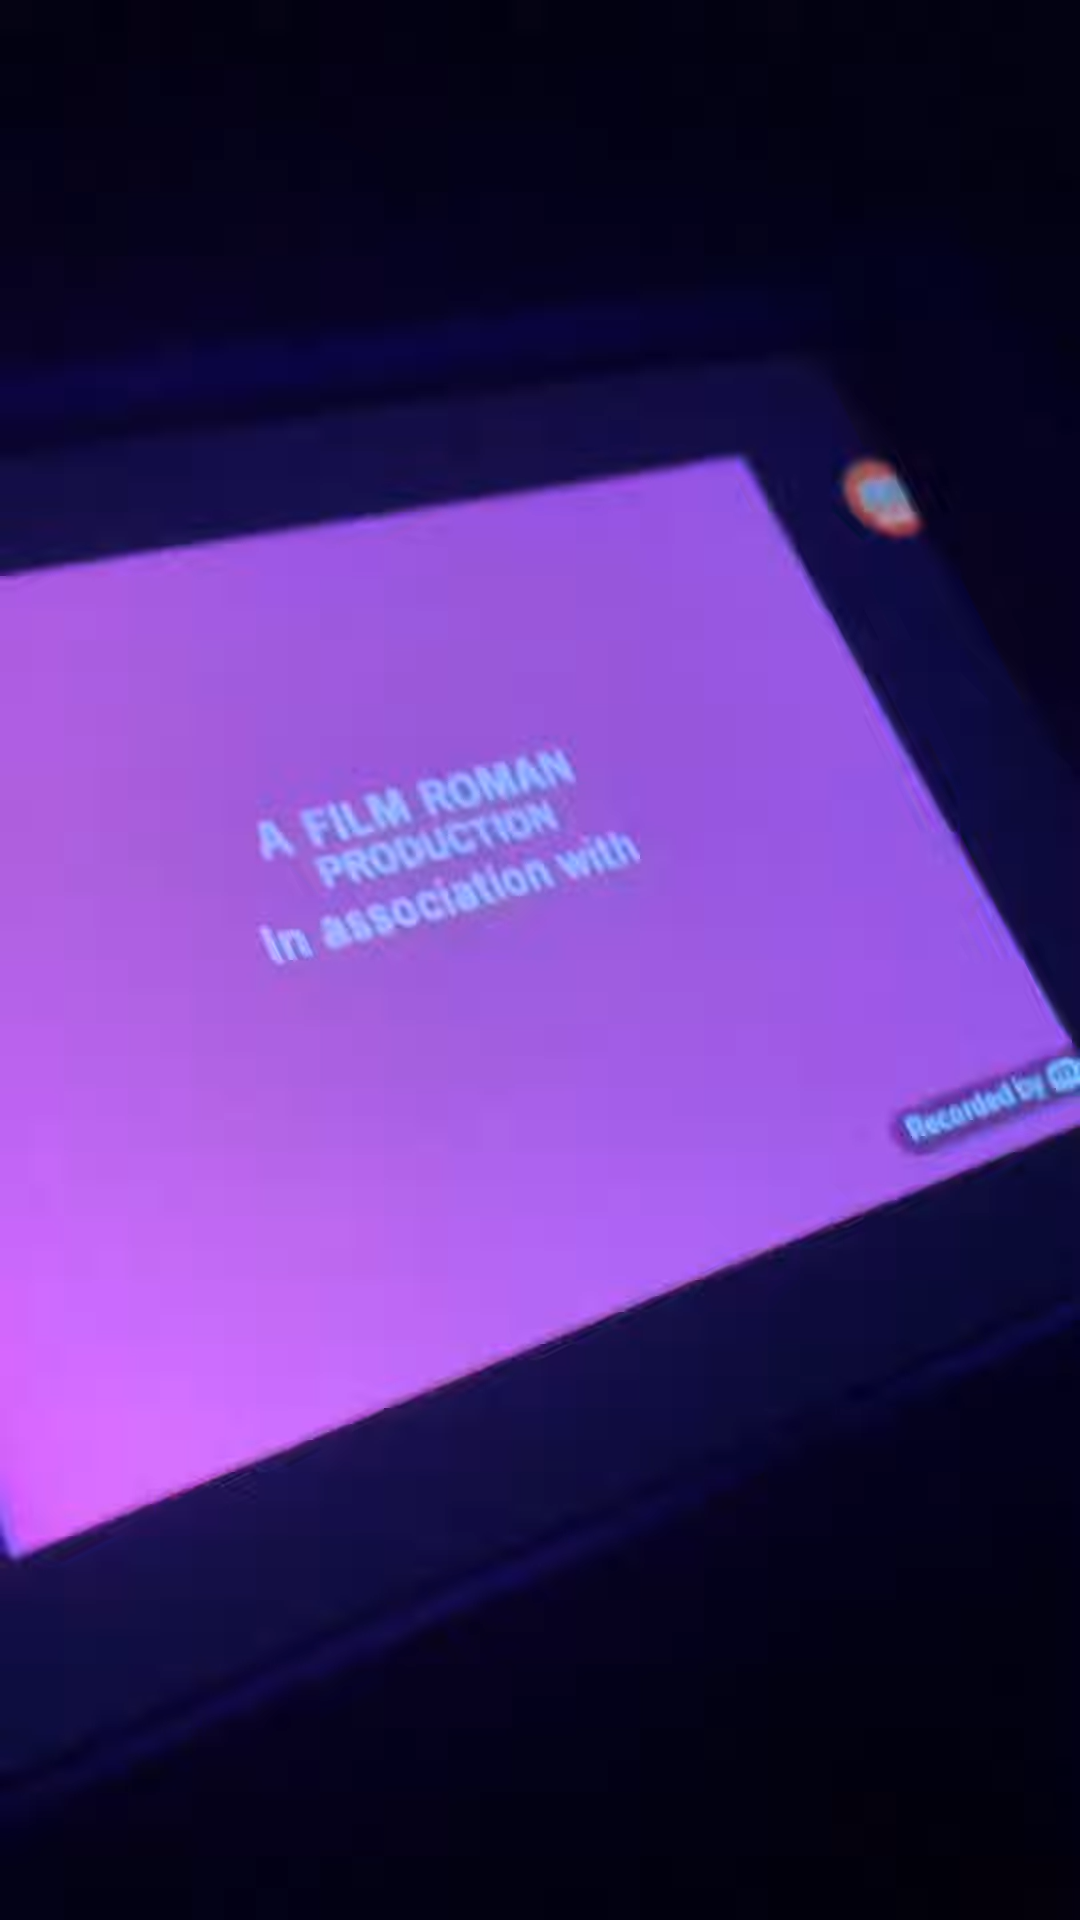 A FILM ROMAN
PRODUCTION
In association with
Recorded by